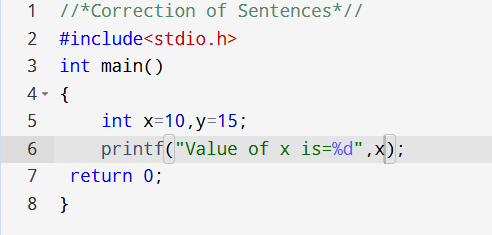 1 //*Correction of Sentences*//
2 #include<stdio.h>
3 int main()
4 {
5 int x=10,y=15;
6 printf("Value of x is=%d",x);
7 return 0;
8 }